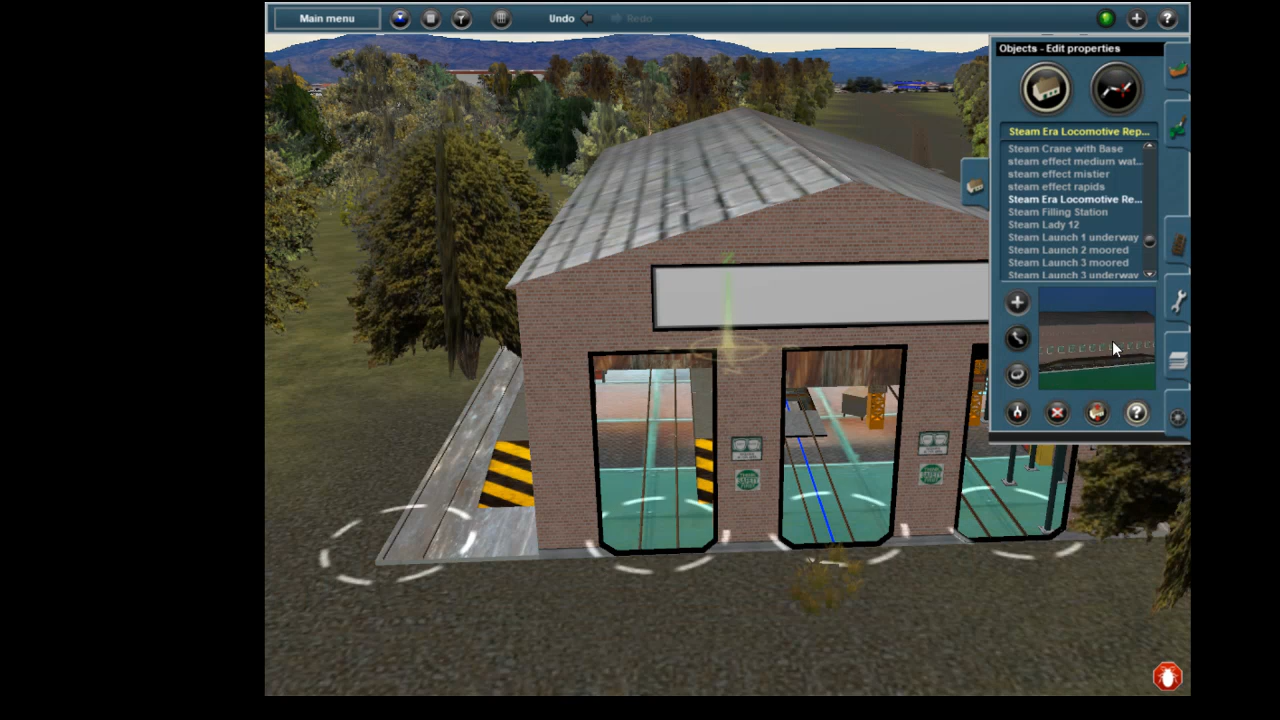 Main menu
Undo
Redo
?
Objects - Edit properties
Steam Era Locomotive Rep...
Steam Crane with Base
steam effect medium wat...
steam effect mistier
steam effect rapids
Steam Era Locomotive Re...
Steam Filling Station
Steam Lady 12
Steam Launch 1 underway
Steam Launch 2 moored
Steam Launch 3 moored
Steam Launch 3 underway
?